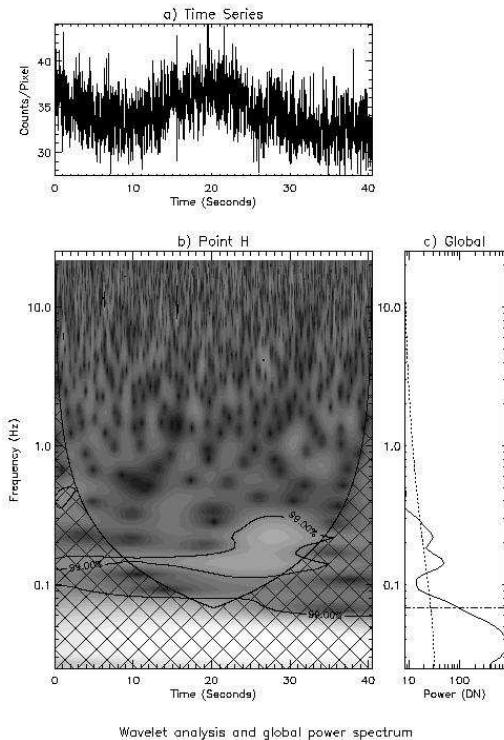 a) Time Series
Counts/Pixel
40
35
30
0 10 20 30 40
Time (Seconds)
b) Point H
c) Global
Frequency (Hz)
10.0
1.0
0.1
10.0
1.0
0.1
99.00%
99.00%
99.00%
0 10 20 30 40
Time (Seconds)
10 100
Power (DN)
Wavelet analysis and global power spectrum